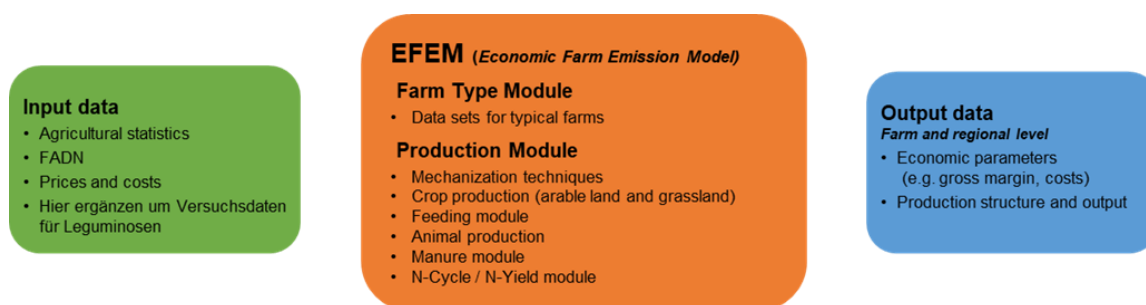 Input data
• Agricultural statistics
• FADN
• Prices and costs
• Hier ergänzen um Versuchsdaten
für Leguminosen
EFEM (Economic Farm Emission Model)
Farm Type Module
• Data sets for typical farms
Production Module
• Mechanization techniques
• Crop production (arable land and grassland)
• Feeding module
• Animal production
• Manure module
• N-Cycle / N-Yield module
Output data
Farm and regional level
• Economic parameters
(e.g. gross margin, costs)
• Production structure and output